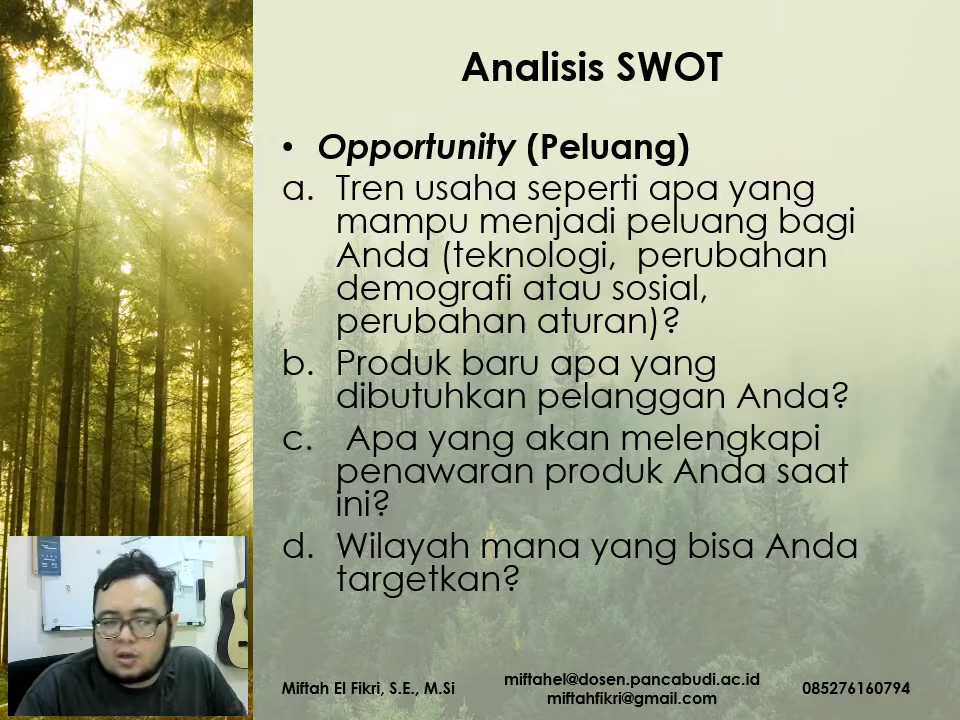 Analisis SWOT
• Opportunity (Peluang)
a. Tren usaha seperti apa yang
mampu menjadi peluang bagi
Anda (teknologi,  perubahan
demografi atau sosial,
perubahan aturan)?
b. Produk baru apa yang
dibutuhkan pelanggan Anda?
c.  Apa yang akan melengkapi
penawaran produk Anda saat
ini?
d. Wilayah mana yang bisa Anda
targetkan?
Miftah El Fikri, S.E., M.Si
miftahel@dosen.pancabudi.ac.id
miftahfikri@gmail.com
085276160794